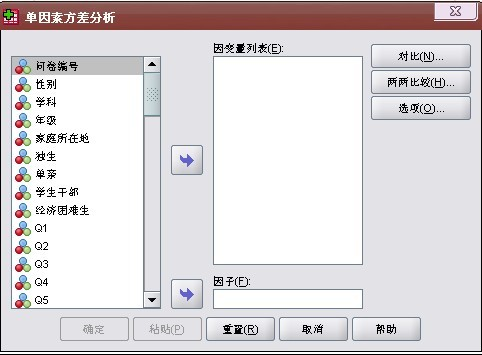 单因素方差分析
因变量列表(E):
问卷编号
性别
学科
年级
家庭所在地
独生
单亲
学生干部
经济困难生
Q1
Q2
Q3
Q4
Q5
对比(N)...
两两比较(H)...
选项(O)...
因子(F):
确定
粘贴(P)
重置(R)
取消
帮助